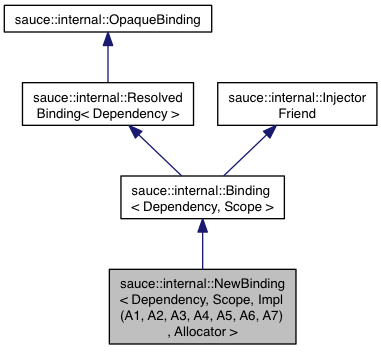 sauce::internal::OpaqueBinding
sauce::internal::Resolved
Binding< Dependency >
sauce::internal::Injector
Friend
sauce::internal::Binding
< Dependency, Scope >
sauce::internal::NewBinding
< Dependency, Scope, Impl
(A1, A2, A3, A4, A5, A6, A7)
, Allocator >